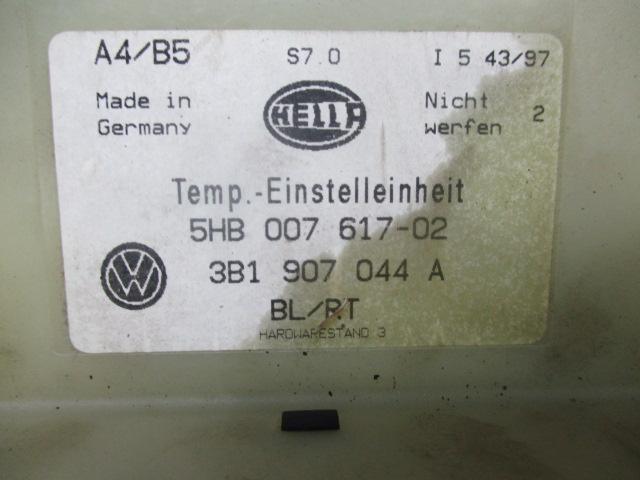 A4/B5 S7.0 I 5 43/97
Made in Germany
HELLA
Nicht werfen 2
Temp.-Einstelleinheit
5HB 007 617-02
VW
3B1 907 044 A
BL/RT
HARDWARESTAND 3